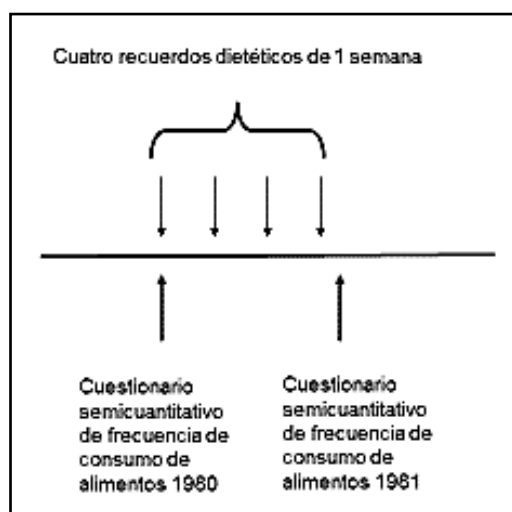 Cuatro recuerdos dietéticos de 1 semana
Cuestionario
semicuantitativo
de frecuencia de
consumo de
alimentos 1980
Cuestionario
semicuantitativo
de frecuencia de
consumo de
alimentos 1981